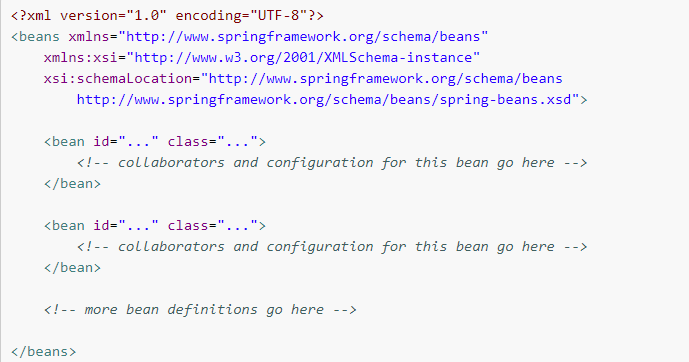 <?xml version="1.0" encoding="UTF-8"?>
<beans xmlns="http://www.springframework.org/schema/beans"
    xmlns:xsi="http://www.w3.org/2001/XMLSchema-instance"
    xsi:schemaLocation="http://www.springframework.org/schema/beans
        http://www.springframework.org/schema/beans/spring-beans.xsd">

    <bean id="..." class="...">
        <!-- collaborators and configuration for this bean go here -->
    </bean>

    <bean id="..." class="...">
        <!-- collaborators and configuration for this bean go here -->
    </bean>

    <!-- more bean definitions go here -->

</beans>